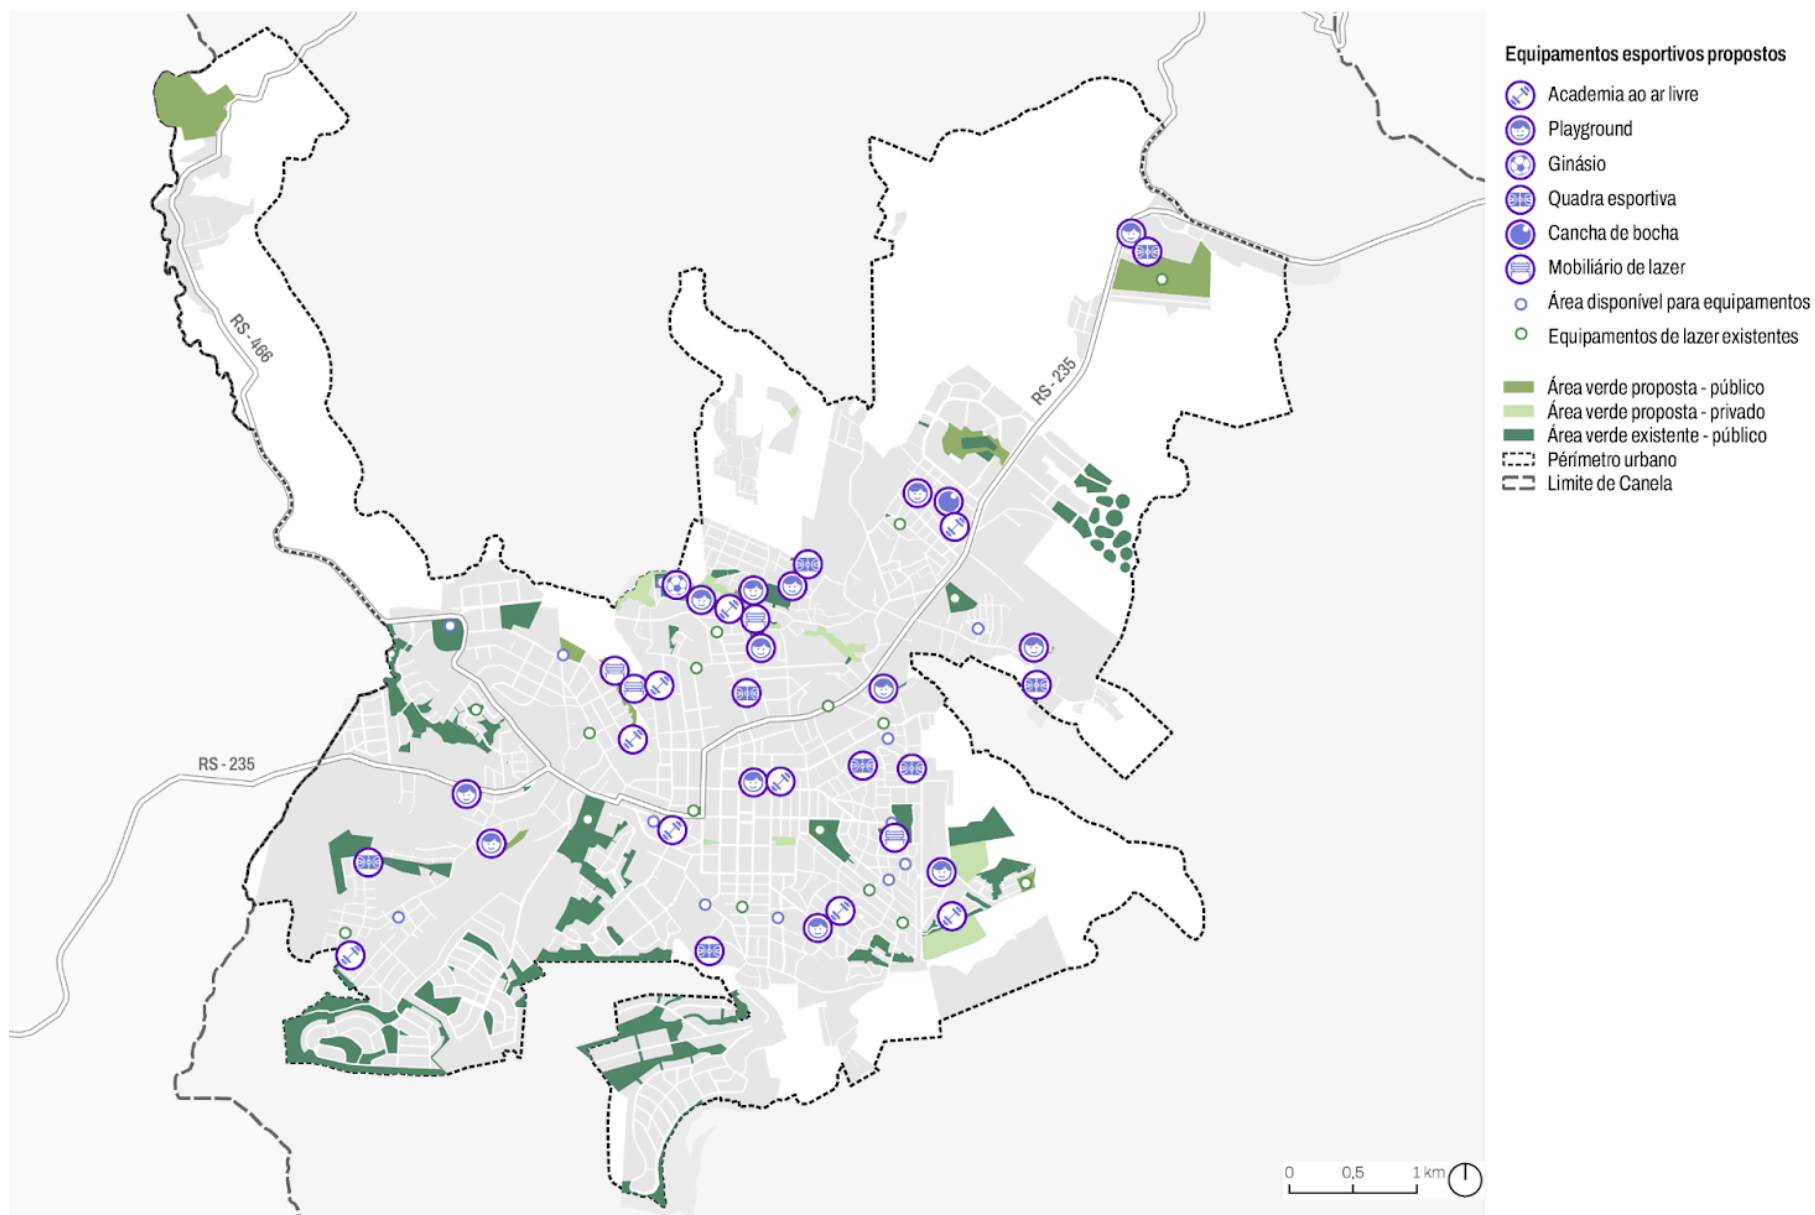 Equipamentos esportivos propostos
Academia ao ar livre
Playground
Ginásio
Quadra esportiva
Cancha de bocha
Mobiliário de lazer
Área disponível para equipamentos
Equipamentos de lazer existentes
Área verde proposta - público
Área verde proposta - privado
Área verde existente - público
Périmetro urbano
Limite de Canela
RS - 466
RS - 235
RS - 235
0 0,5 1 km